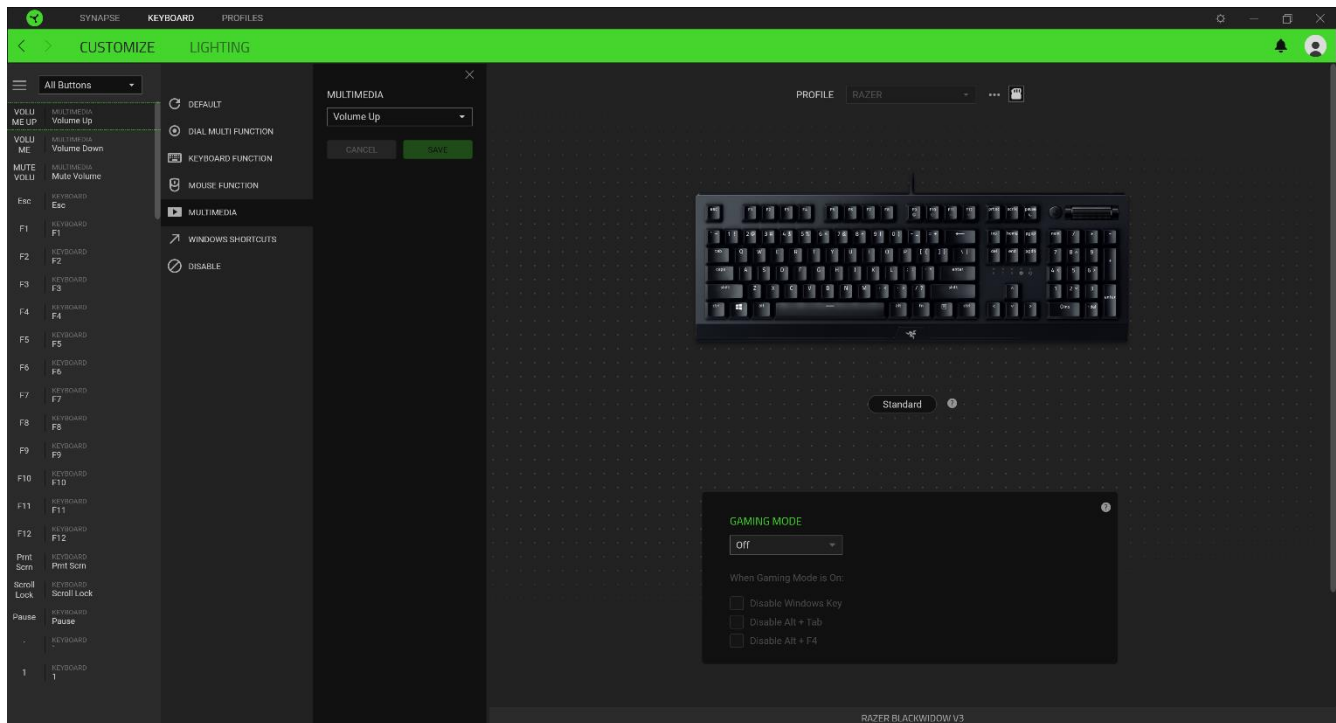 SYNAPSE KEYBOARD PROFILES
CUSTOMIZE LIGHTING
All Buttons
VOLU
ME UP
MULTIMEDIA
Volume Up
VOLU
ME
MULTIMEDIA
Volume Down
MUTE
VOLU
MULTIMEDIA
Mute Volume
Esc
KEYBOARD
Esc
F1
KEYBOARD
F1
F2
KEYBOARD
F2
F3
KEYBOARD
F3
F4
KEYBOARD
F4
F5
KEYBOARD
F5
F6
KEYBOARD
F6
F7
KEYBOARD
F7
F8
KEYBOARD
F8
F9
KEYBOARD
F9
F10
KEYBOARD
F10
F11
KEYBOARD
F11
F12
KEYBOARD
F12
Prnt
Scrn
KEYBOARD
Prnt Scrn
Scroll
Lock
KEYBOARD
Scroll Lock
Pause
KEYBOARD
Pause
KEYBOARD
1
KEYBOARD
1
DEFAULT
DIAL MULTI FUNCTION
KEYBOARD FUNCTION
MOUSE FUNCTION
MULTIMEDIA
WINDOWS SHORTCUTS
DISABLE
MULTIMEDIA
Volume Up
CANCEL SAVE
PROFILE RAZER
Standard
GAMING MODE
Off
When Gaming Mode is On:
Disable Windows Key
Disable Alt + Tab
Disable Alt + F4
RAZER BLACKWIDOW V3